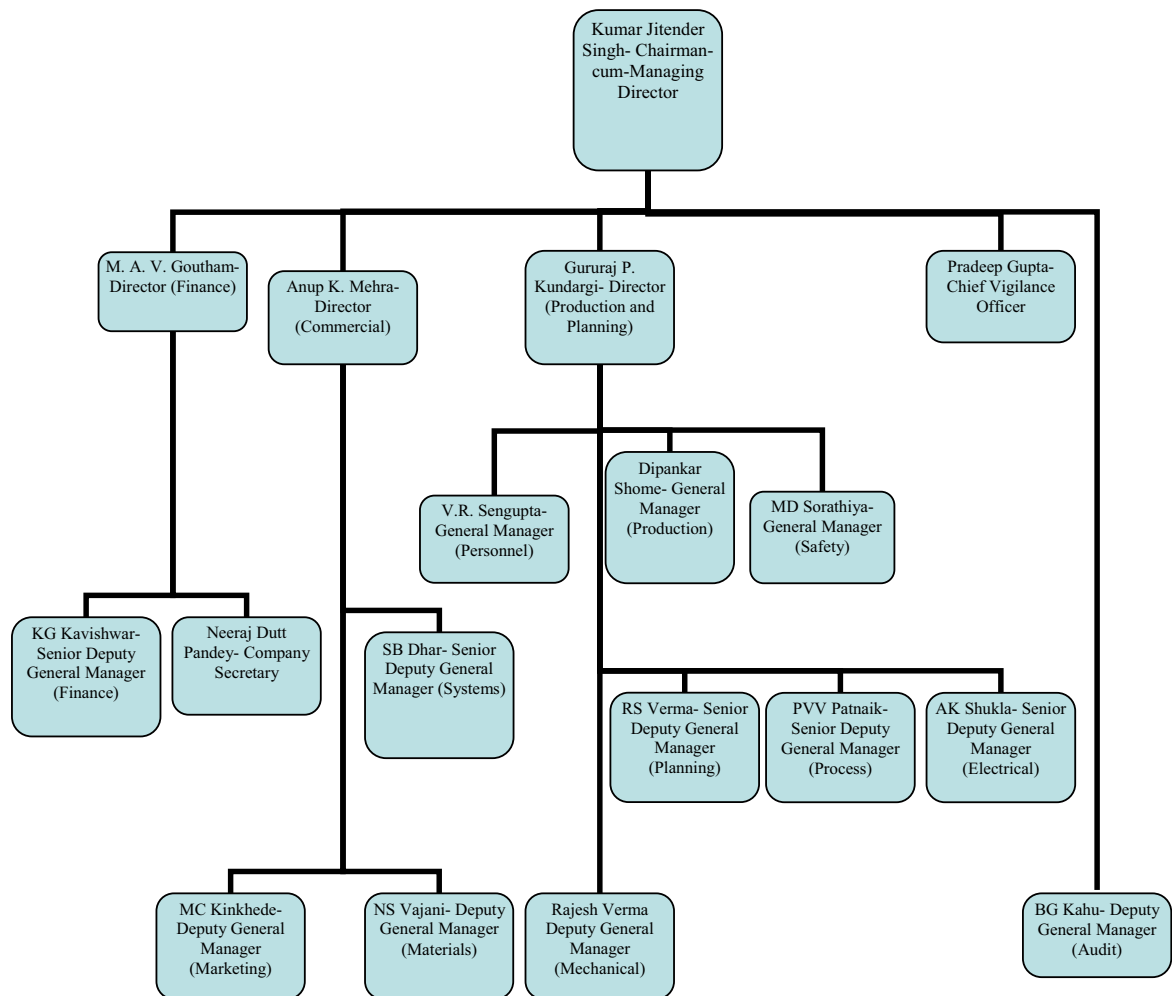 Kumar Jitender
Singh- Chairman-
cum-Managing
Director
M. A. V. Goutham-
Director (Finance)
Anup K. Mehra-
Director
(Commercial)
Gururaj P.
Kundargi- Director
(Production and
Planning)
Pradeep Gupta-
Chief Vigilance
Officer
V.R. Sengupta-
General Manager
(Personnel)
Dipankar
Shome- General
Manager
(Production)
MD Sorathiya-
General Manager
(Safety)
KG Kavishwar-
Senior Deputy
General Manager
(Finance)
Neeraj Dutt
Pandey- Company
Secretary
SB Dhar- Senior
Deputy General
Manager (Systems)
RS Verma- Senior
Deputy General
Manager
(Planning)
PVV Patnaik-
Senior Deputy
General Manager
(Process)
AK Shukla- Senior
Deputy General
Manager
(Electrical)
MC Kinkhede-
Deputy General
Manager
(Marketing)
NS Vajani- Deputy
General Manager
(Materials)
Rajesh Verma
Deputy General
Manager
(Mechanical)
BG Kahu- Deputy
General Manager
(Audit)